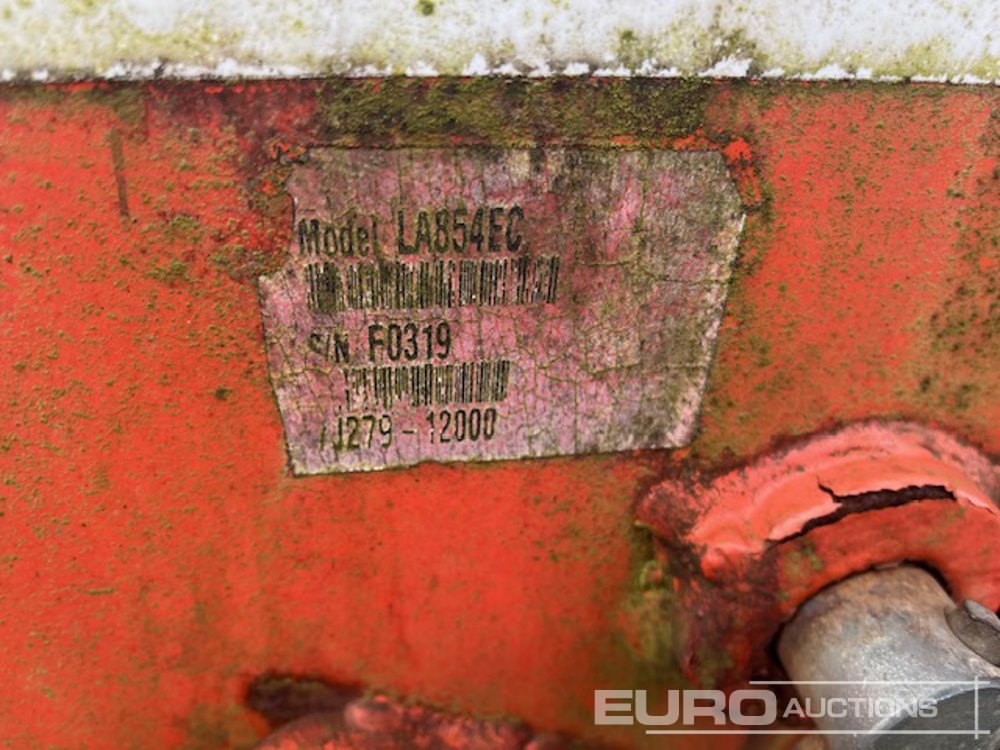 Model LA854EC
S/N F0319
7J279-12000
EURO AUCTIONS